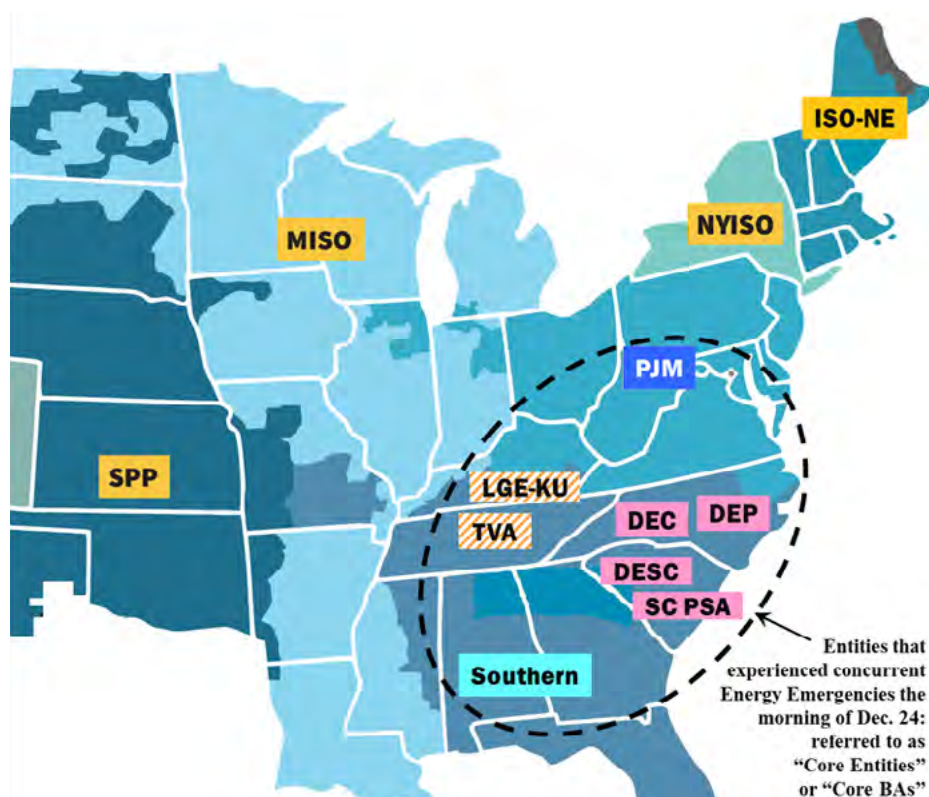 ISO-NE
NYISO
MISO
PJM
SPP
LGE-KU
TVA
DEC
DEP
DESC
SC PSA
Southern
Entities that
experienced concurrent
Energy Emergencies the
morning of Dec. 24:
referred to as
“Core Entities”
or “Core BAs”